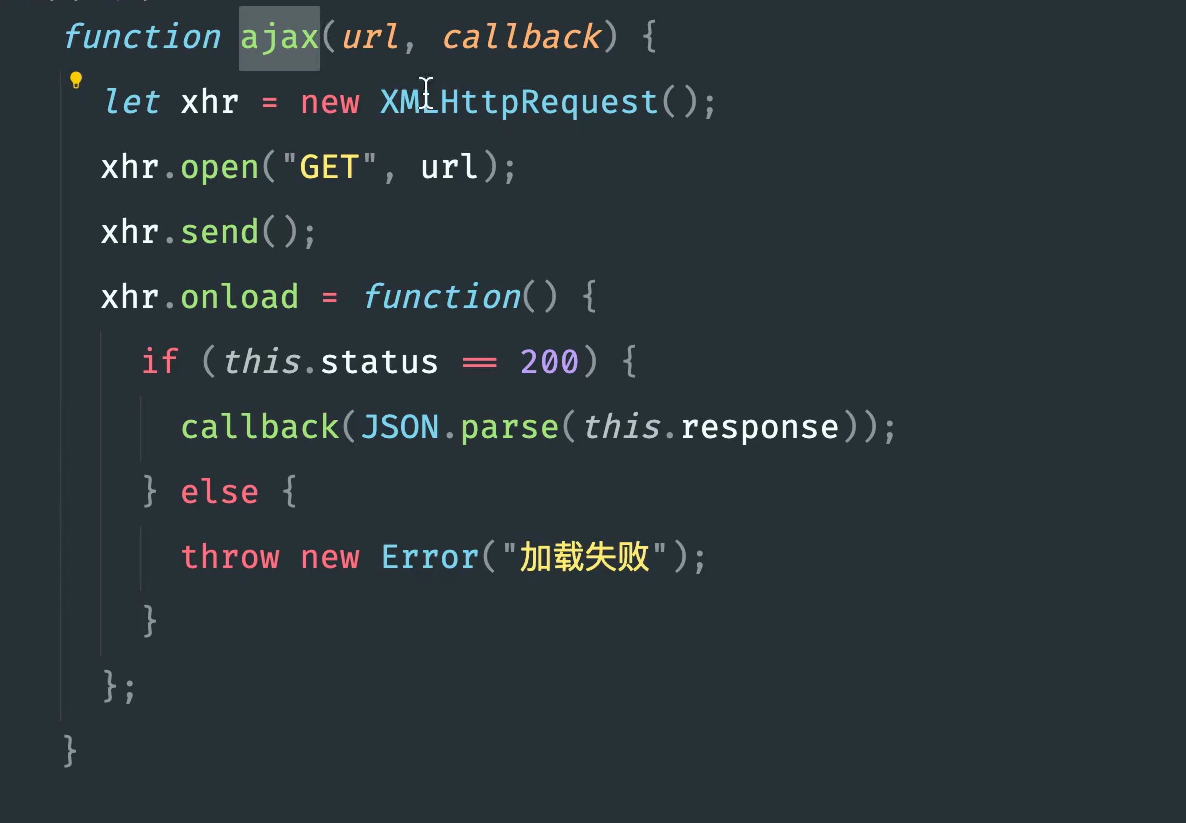 function ajax(url, callback) {
let xhr = new XMLHttpRequest();
xhr.open("GET", url);
xhr.send();
xhr.onload = function() {
if (this.status == 200) {
callback(JSON.parse(this.response));
} else {
throw new Error("加载失败");
}
};
}